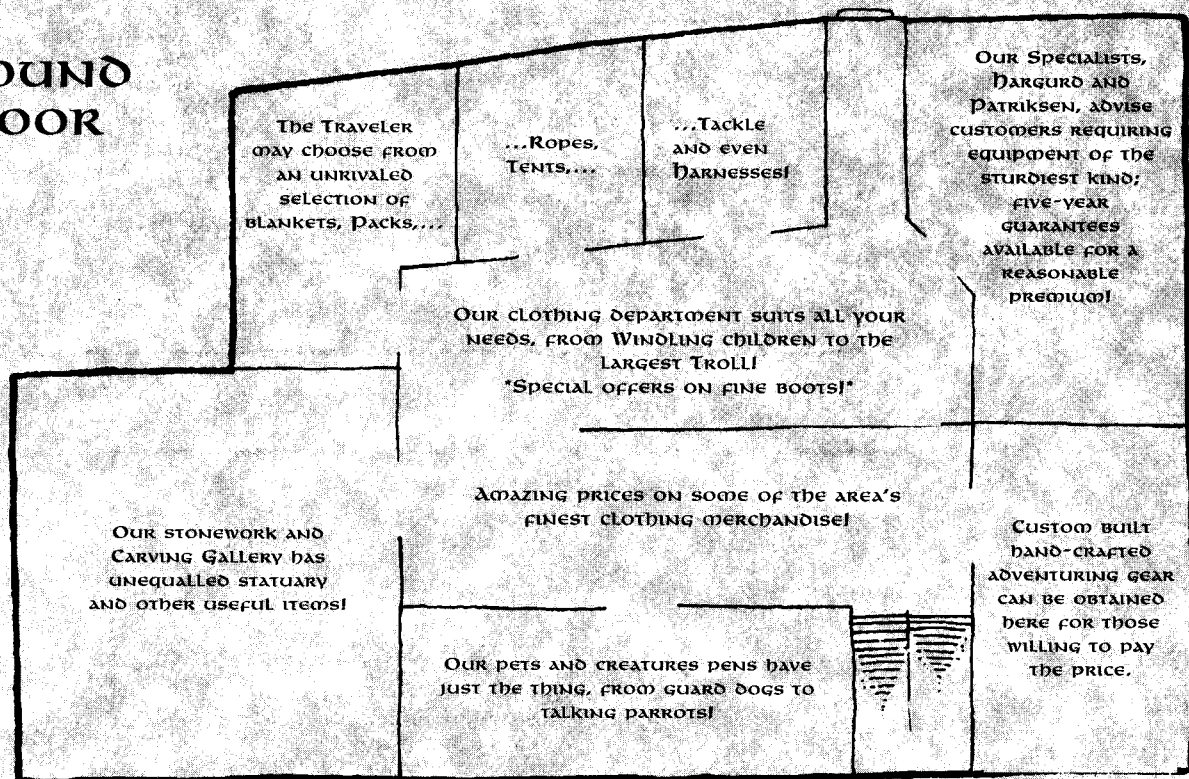 OUND
OOR
The Traveler
may choose from
an unrivaled
selection of
blankets, Packs,...
...Ropes,
Tents,...
...Tackle
and even
Harnesses!
Our Specialists,
Hargurd and
Patriksen, advise
customers requiring
equipment of the
sturdiest kind;
five-year
guarantees
available for a
reasonable
premium!
Our clothing department suits all your
needs, from Windling children to the
largest Troll!
*Special offers on fine boots!*
Amazing prices on some of the area's
finest clothing merchandise!
Our stonework and
Carving Gallery has
unequalled statuary
and other useful items!
Custom built
hand-crafted
adventuring gear
can be obtained
here for those
willing to pay
the price.
Our pets and creatures pens have
just the thing, from guard dogs to
talking parrots!